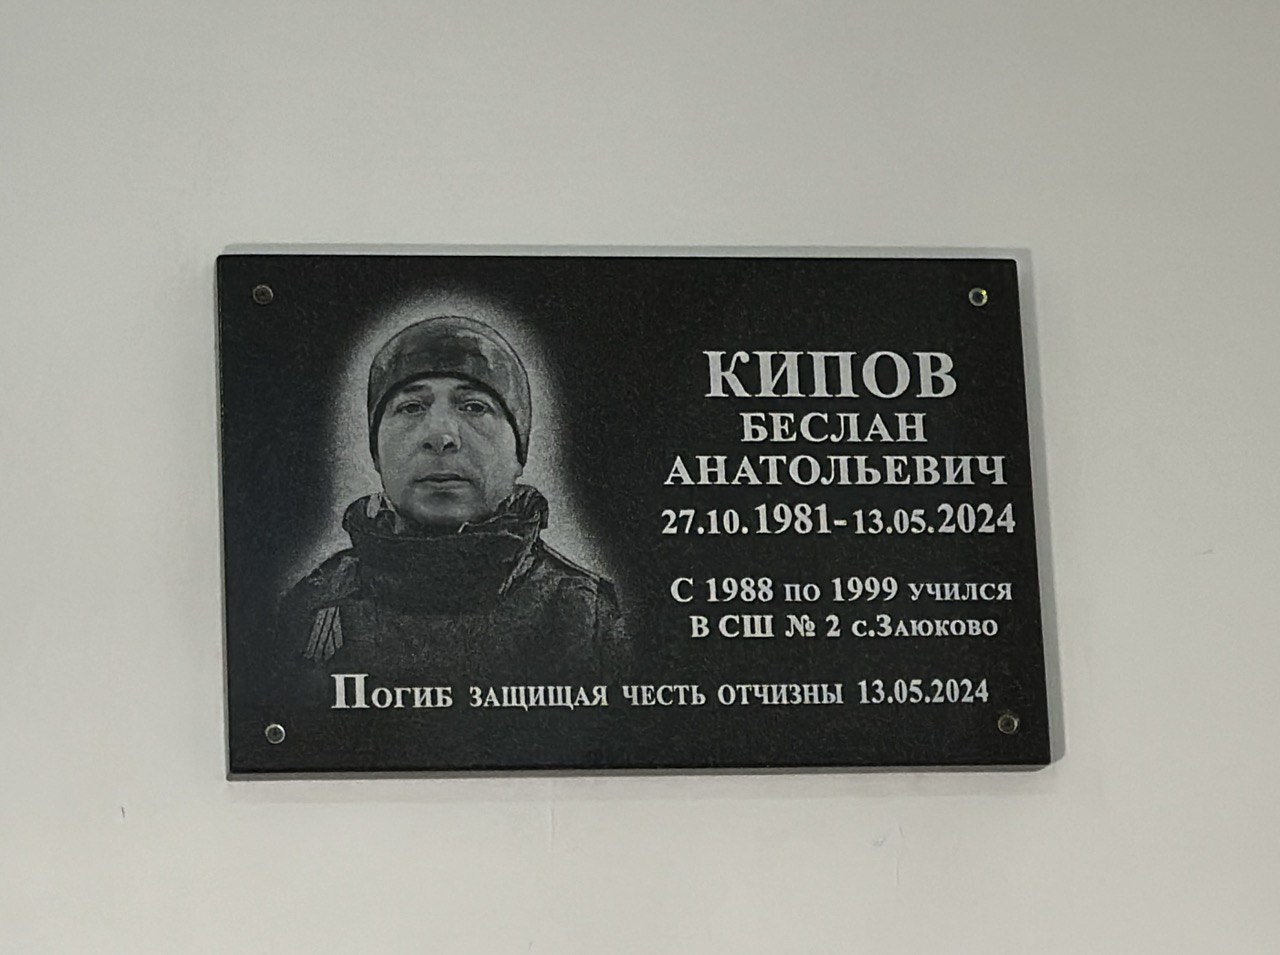 КИПОВ
БЕСЛАН
АНАТОЛЬЕВИЧ
27.10.1981-13.05.2024
С 1988 по 1999 учился
в СШ № 2 с.Заюково
Погиб защищая честь отчизны 13.05.2024